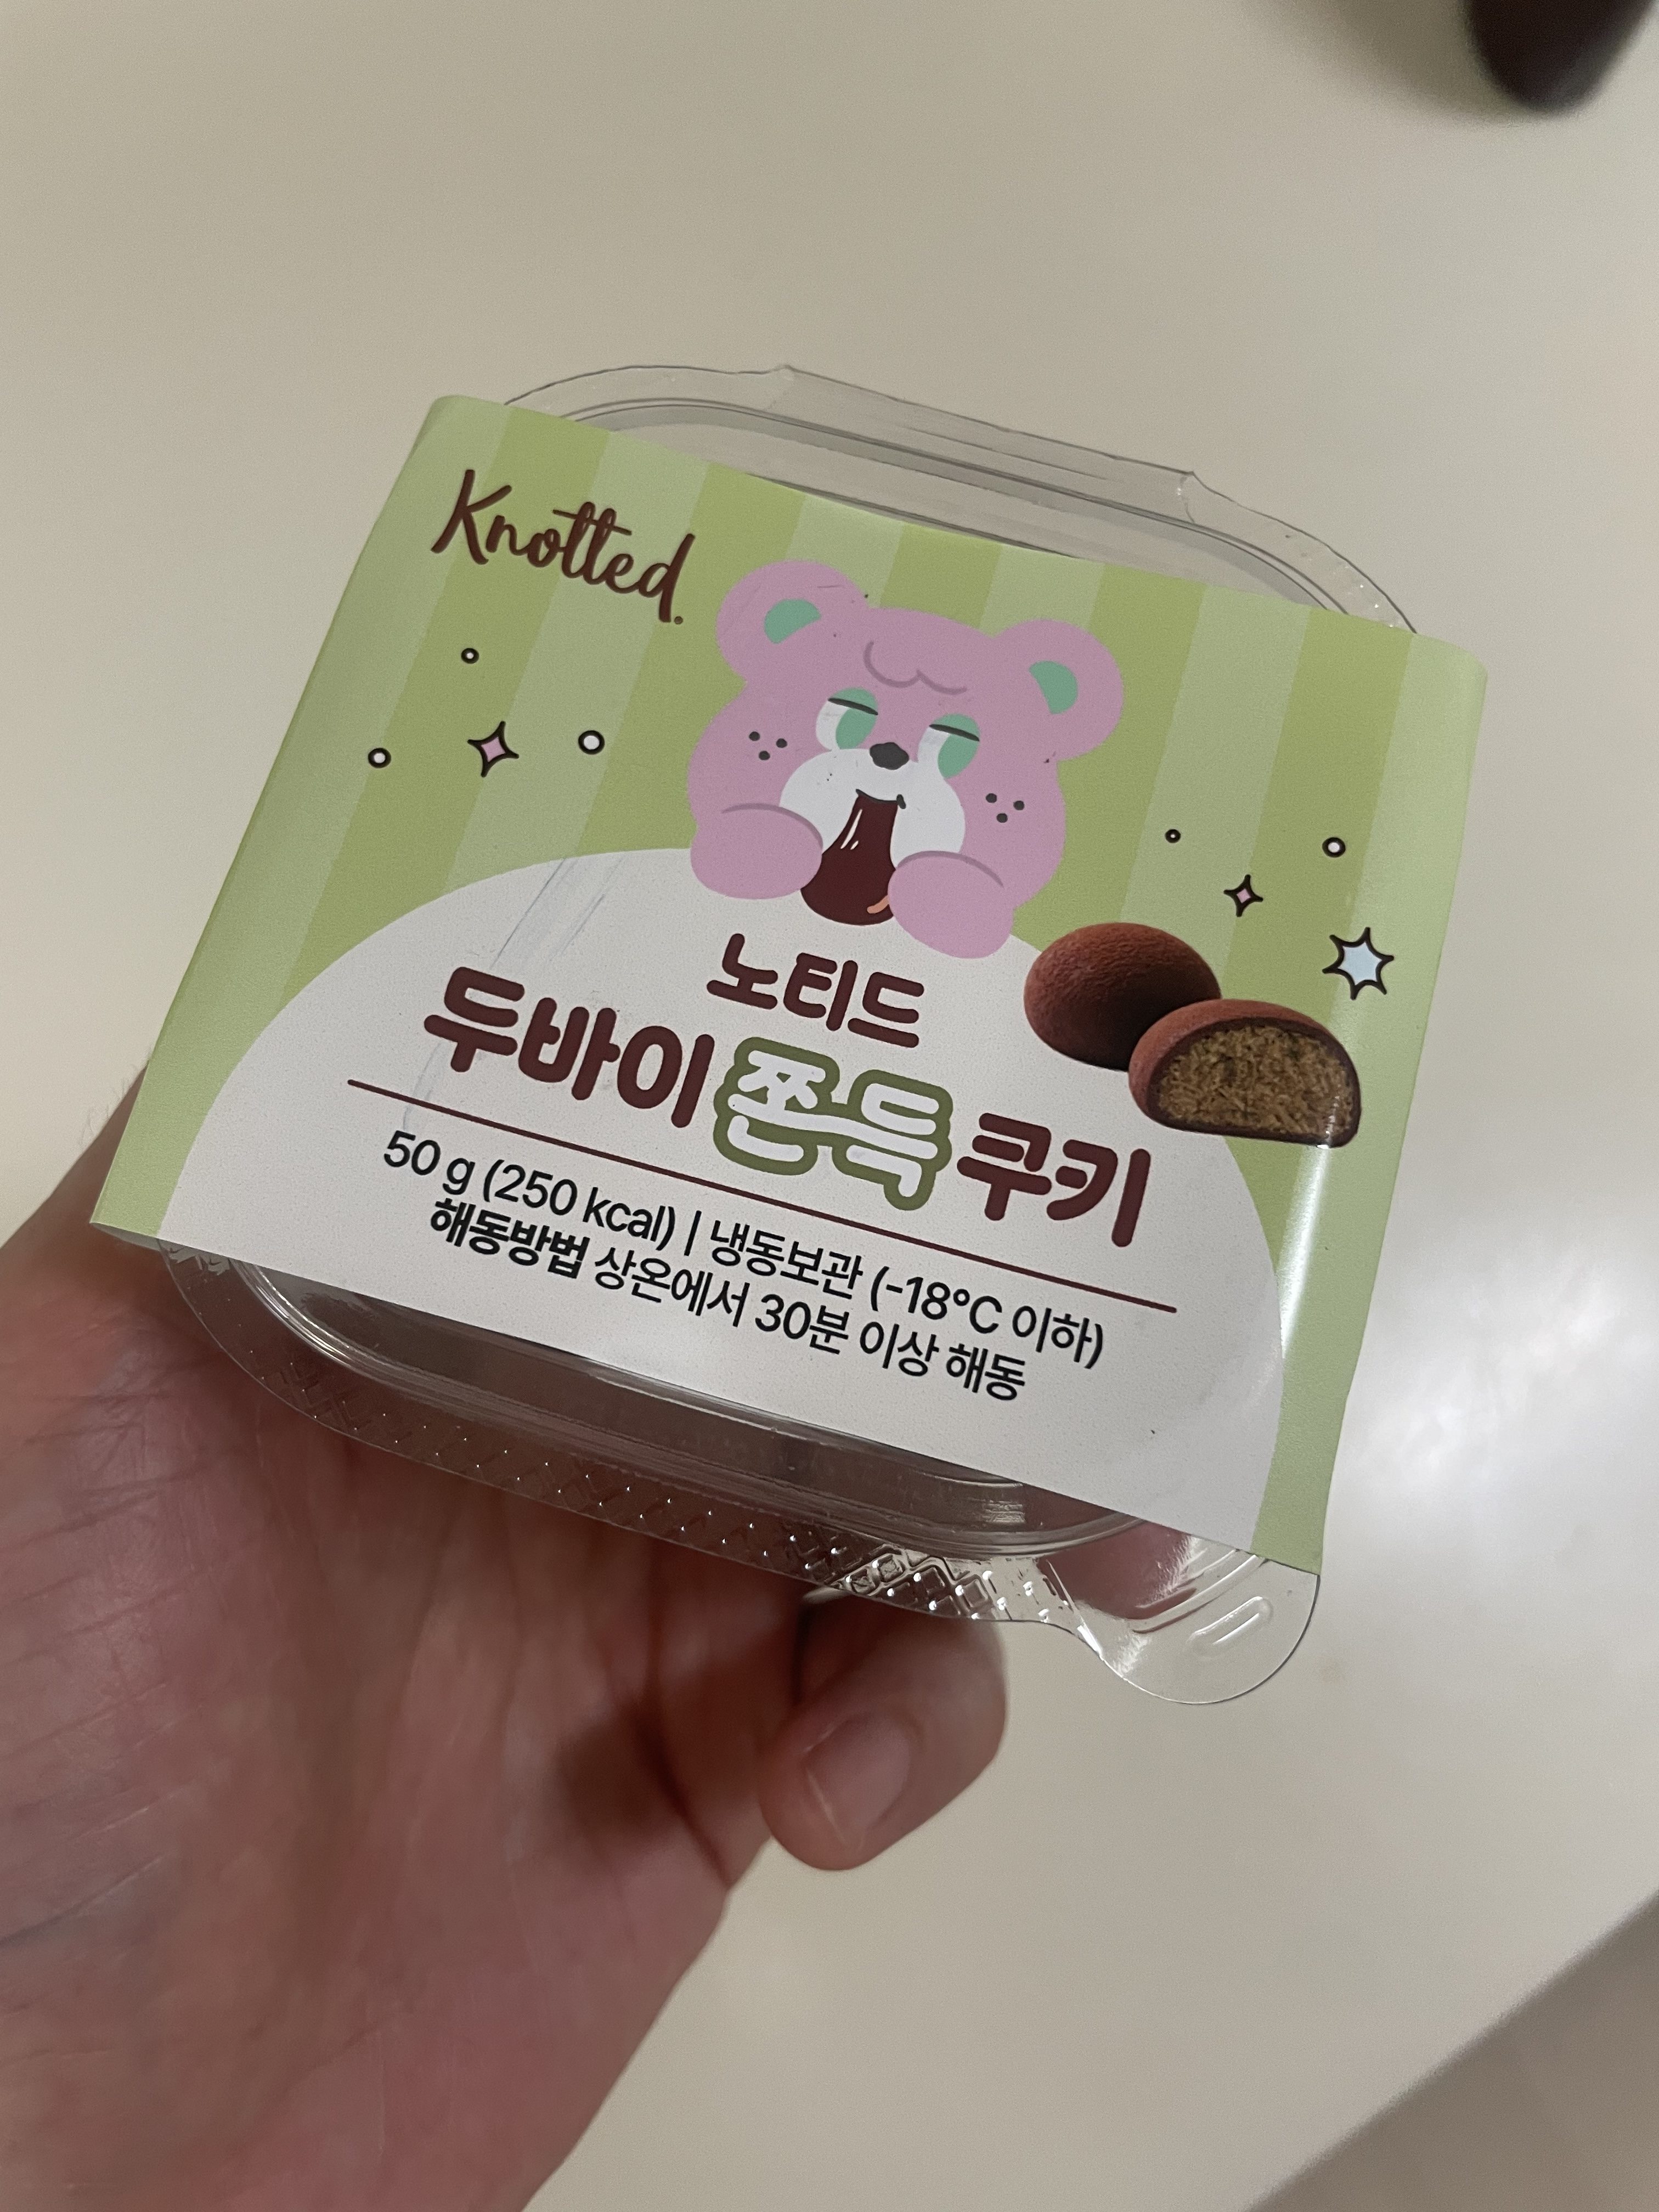 Knotted®
노티드
두바이쫀득쿠키
50 g (250 kcal) | 냉동보관 (-18°C 이하)
해동방법 상온에서 30분 이상 해동